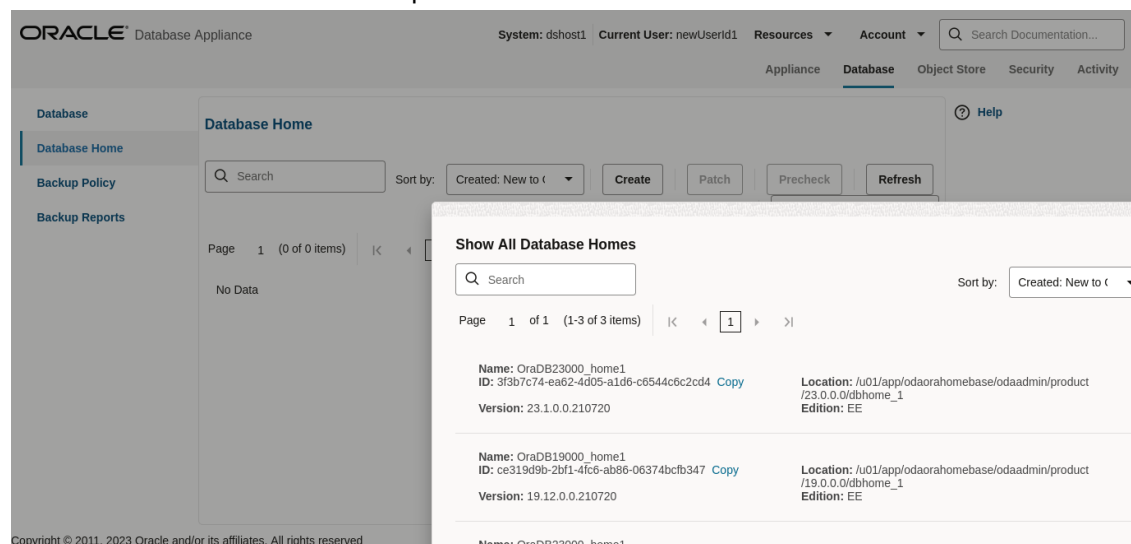 ORACLE® Database Appliance
System: dshost1 Current User: newUserId1 Resources Account Search Documentation...
Appliance Database Object Store Security Activity
Database
Database Home
Backup Policy
Backup Reports
Database Home
Search Sort by: Created: New to Create Patch Precheck Refresh
Help
Page 1 (0 of 0 items)
No Data
Show All Database Homes
Search Sort by: Created: New to
Page 1 of 1 (1-3 of 3 items) 1
Name: OraDB23000_home1
ID: 3f3b7c74-ea62-4d05-a1d6-c6544c6c2cd4 Copy
Version: 23.1.0.0.210720
Location: /u01/app/odaorahomebase/odaadmin/product
/23.0.0.0/dbhome_1
Edition: EE
Name: OraDB19000_home1
ID: ce319d9b-2bf1-4fc6-ab86-06374bcfb347 Copy
Version: 19.12.0.0.210720
Location: /u01/app/odaorahomebase/odaadmin/product
/19.0.0.0/dbhome_1
Edition: EE
Name: OraDB23000_home1
Copyright © 2011, 2023 Oracle and/or its affiliates. All rights reserved